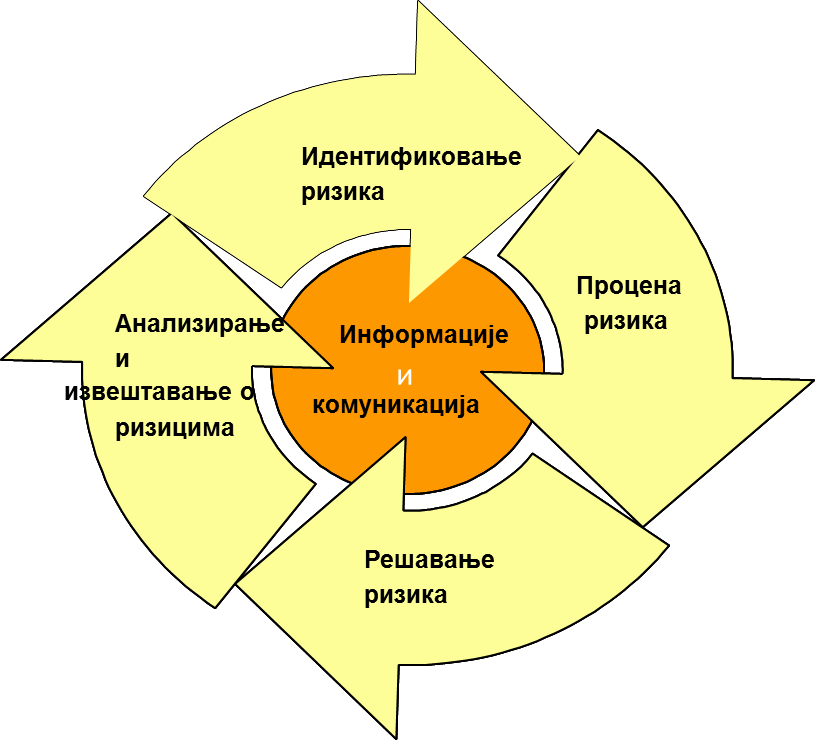 Идентификовање
ризика
Процена
ризика
Решавање
ризика
Анализирање
и
извештавање о
ризицима
Информације
и
комуникација